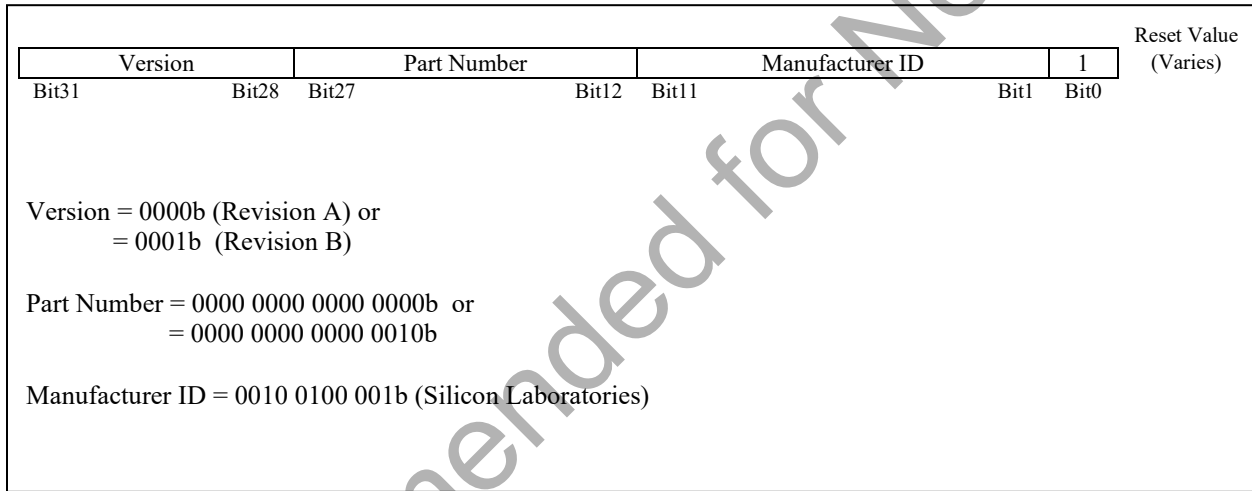 Reset Value
Version Part Number Manufacturer ID 1 (Varies)
Bit31 Bit28 Bit27 Bit12 Bit11 Bit1 Bit0
Version = 0000b (Revision A) or
= 0001b (Revision B)
Part Number = 0000 0000 0000 0000b or
= 0000 0000 0000 0010b
Manufacturer ID = 0010 0100 001b (Silicon Laboratories)
for